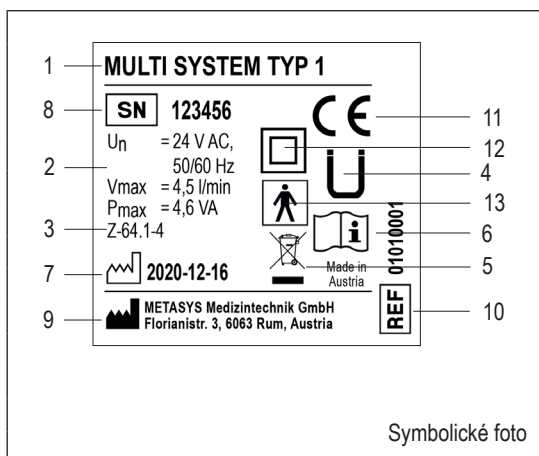 1 MULTI SYSTEM TYP 1
8 SN 123456 11
Un = 24 V AC, 12
2 50/60 Hz 4
Vmax = 4,5 l/min 13
Pmax = 4,6 VA
3 Z-64.1-4 6
7 2020-12-16 5
Made in
Austria
9 METASYS Medizintechnik GmbH
Florianistr. 3, 6063 Rum, Austria
REF 01010001 10
CE
U
i
Symbolické foto